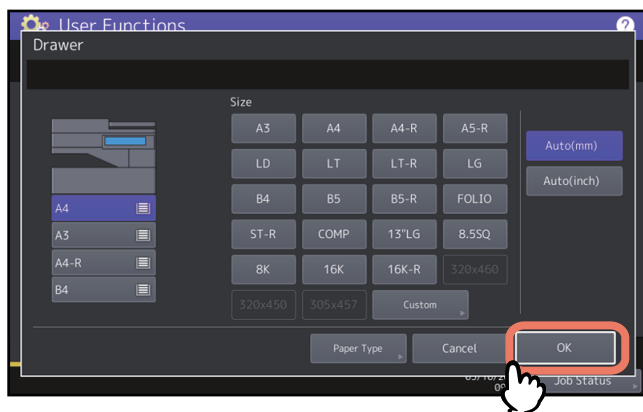 User Functions
?
Drawer
Size
A3 A4 A4-R A5-R
Auto(mm)
LD LT LT-R LG
Auto(inch)
B4 B5 B5-R FOLIO
A4
A3
ST-R COMP 13"LG 8.5SQ
A4-R
8K 16K 16K-R 320x460
B4
320x450 305x457 Custom
Paper Type Cancel OK
Job Status